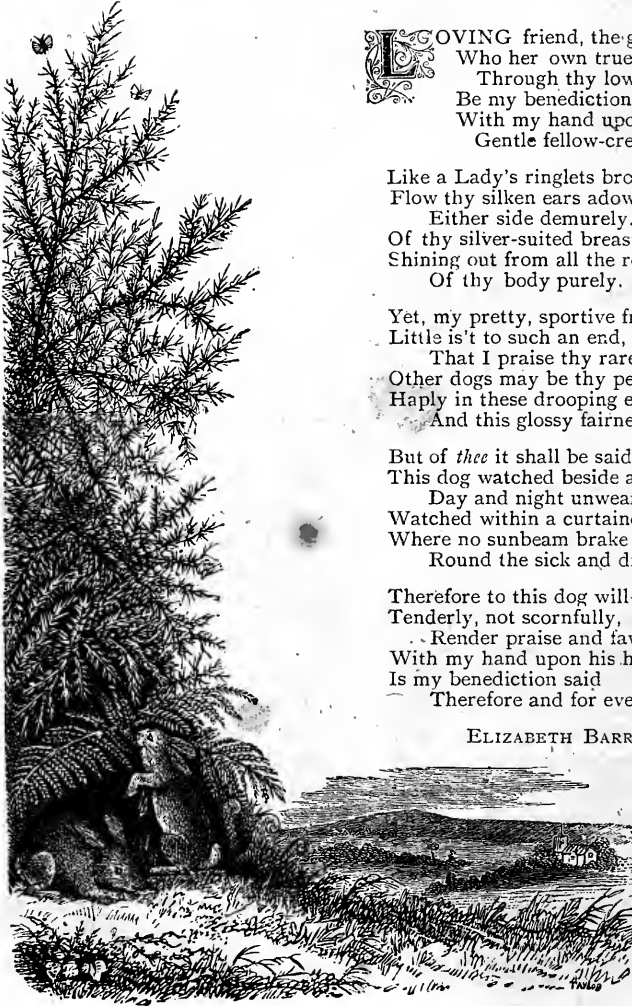 LOVING friend, the g
Who her own true
Through thy low
Be my benediction
With my hand upo
Gentle fellow-cre
Like a Lady's ringlets bro
Flow thy silken ears adow
Either side demurely.
Of thy silver-suited breas
Shining out from all the r
Of thy body purely.
Yet, my pretty, sportive fr
Little is't to such an end,
That I praise thy rare
Other dogs may be thy pe
Haply in these drooping e
And this glossy fairne
But of thee it shall be said
This dog watched beside a
Day and night unwea
Watched within a curtaine
Where no sunbeam brake
Round the sick and d
Therefore to this dog will
Tenderly, not scornfully,
Render praise and fav
With my hand upon his h
Is my benediction said
Therefore and for eve
ELIZABETH BARR
TAYLOR